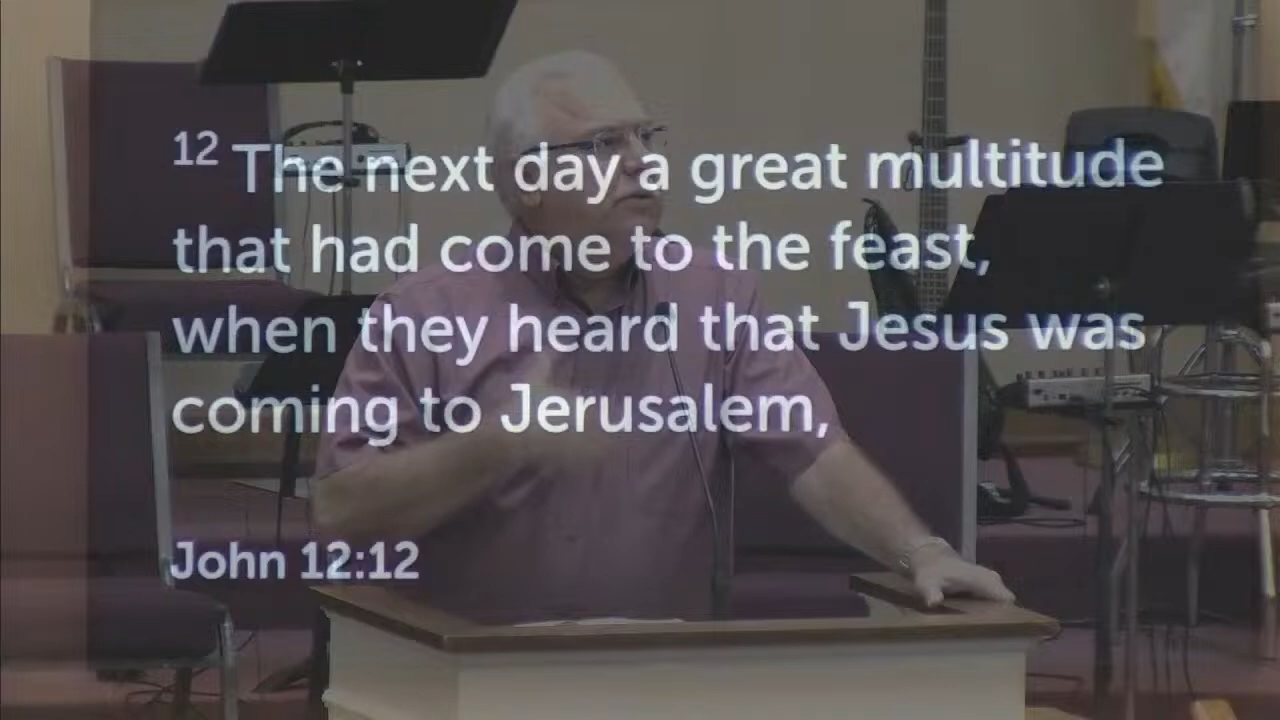 12 The next day a great multitude
that had come to the feast,
when they heard that Jesus was
coming to Jerusalem,
John 12:12